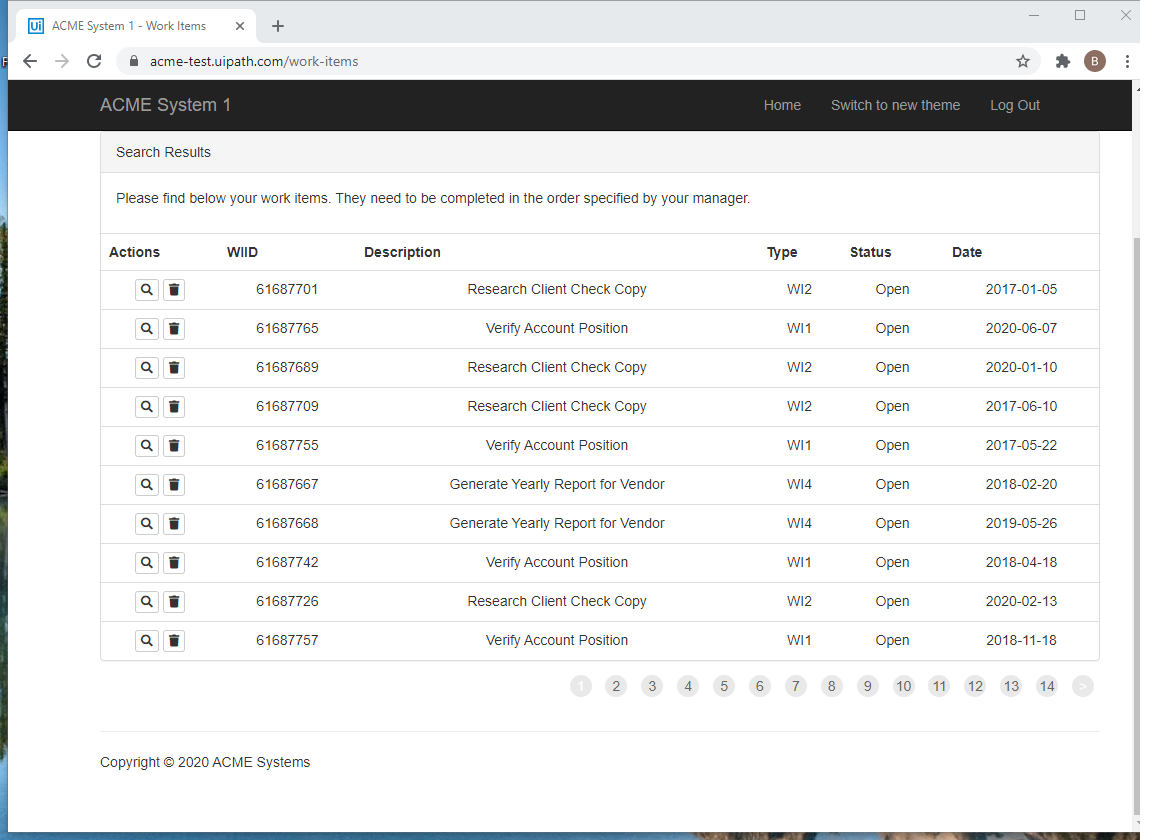 Ui ACME System 1 - Work Items
acme-test.uipath.com/work-items
B
ACME System 1 Home Switch to new theme Log Out
Search Results
Please find below your work items. They need to be completed in the order specified by your manager.
Actions WIID Description Type Status Date
61687701 Research Client Check Copy WI2 Open 2017-01-05
61687765 Verify Account Position WI1 Open 2020-06-07
61687689 Research Client Check Copy WI2 Open 2020-01-10
61687709 Research Client Check Copy WI2 Open 2017-06-10
61687755 Verify Account Position WI1 Open 2017-05-22
61687667 Generate Yearly Report for Vendor WI4 Open 2018-02-20
61687668 Generate Yearly Report for Vendor WI4 Open 2019-05-26
61687742 Verify Account Position WI1 Open 2018-04-18
61687726 Research Client Check Copy WI2 Open 2020-02-13
61687757 Verify Account Position WI1 Open 2018-11-18
1 2 3 4 5 6 7 8 9 10 11 12 13 14 >
Copyright © 2020 ACME Systems